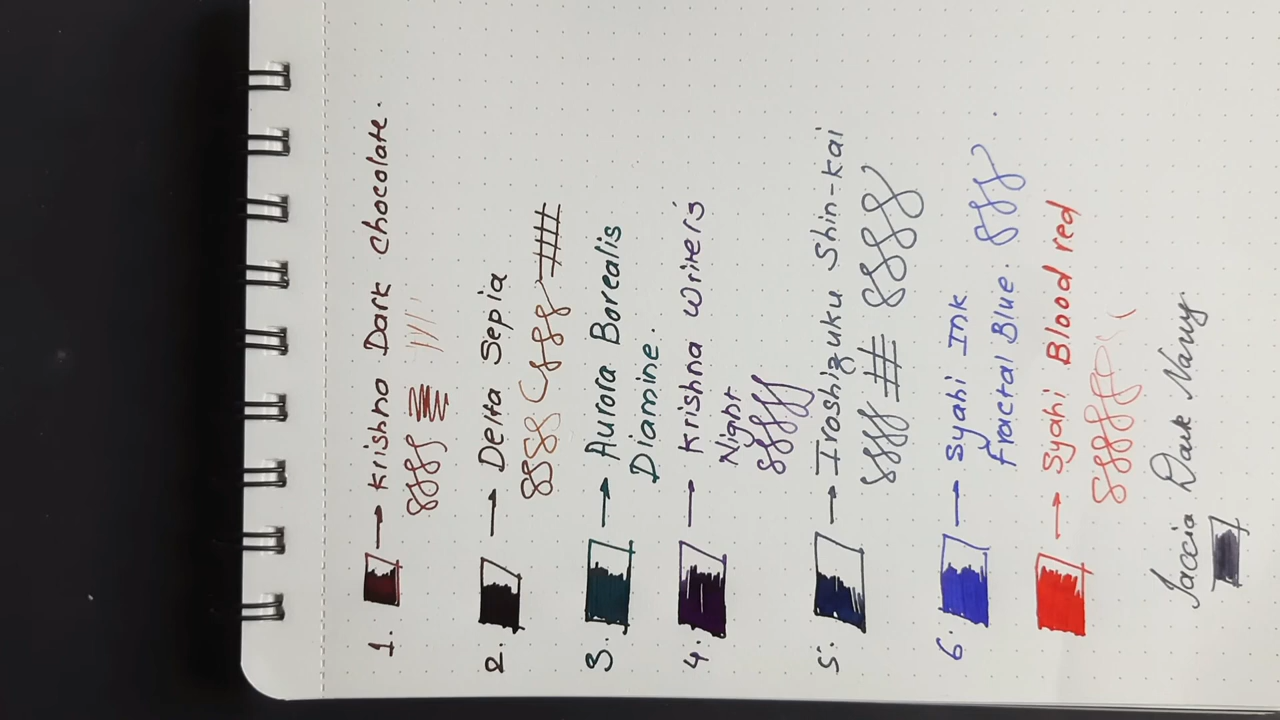 1. → Krishna Dark chocolate.
2. → Delta Sepia
3. → Aurora Borealis
Diamine.
4. → Krishna Writer's
Night
5. → Iroshizuku Shin-kai
6. → Syahi Ink
Fractal Blue.
→ Syahi Blood red
Jaccia Dark Navy.